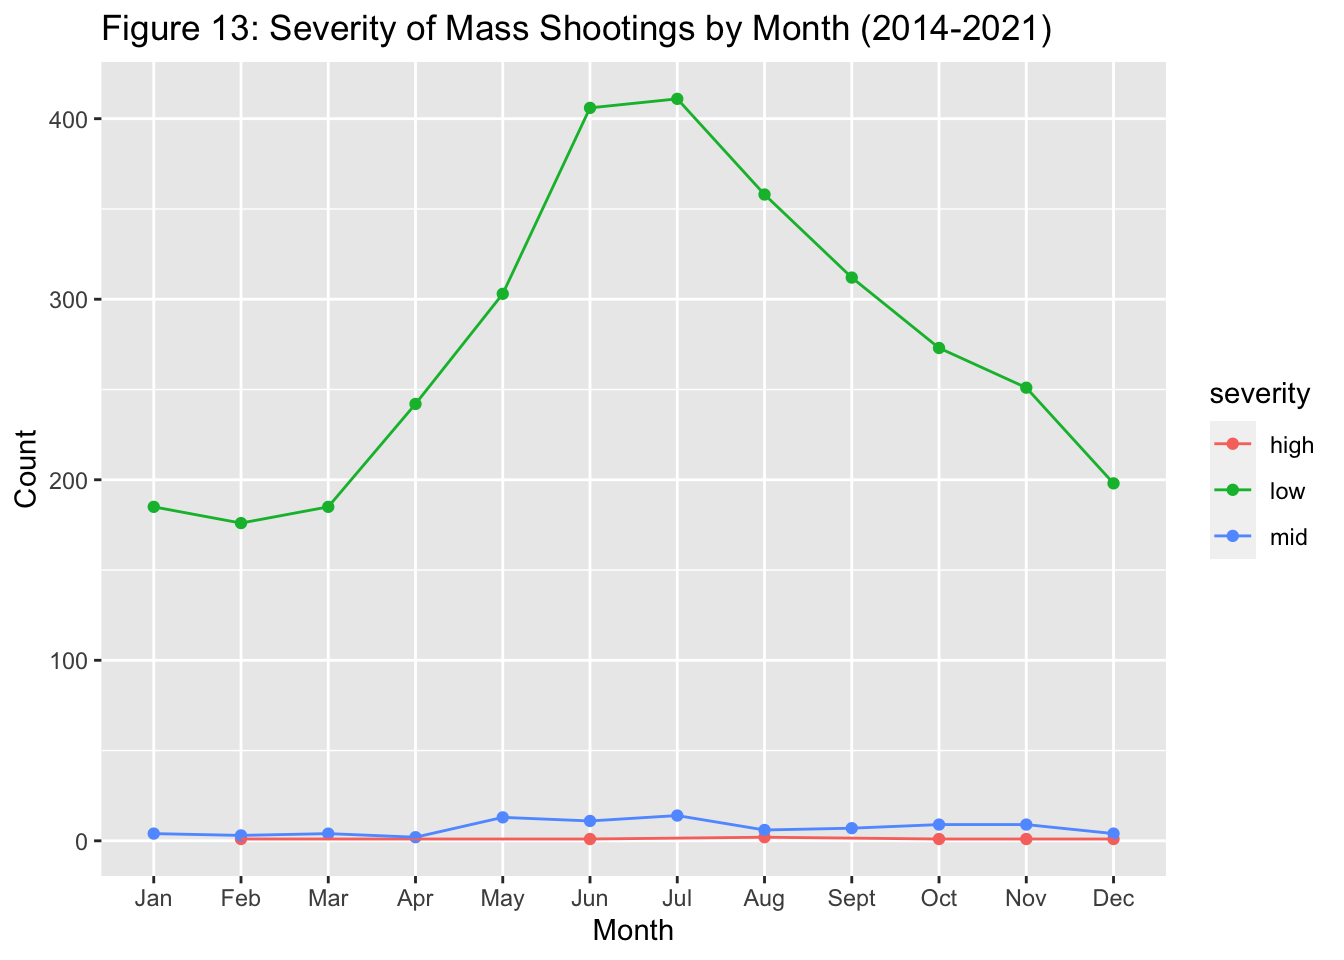 Figure 13: Severity of Mass Shootings by Month (2014-2021)
Count
400
300
200
100
0
Jan Feb Mar Apr May Jun Jul Aug Sept Oct Nov Dec
Month
severity
high
low
mid